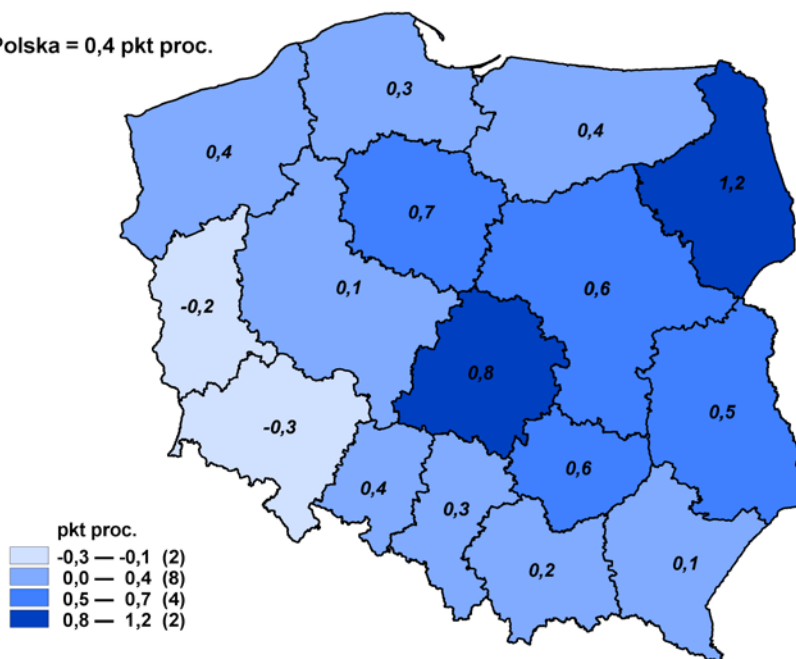 Polska = 0,4 pkt proc.
0,3
0,4
0,4
1,2
0,7
0,1
0,6
-0,2
0,8
0,5
-0,3
0,6
0,4
0,3
0,2
0,1
pkt proc.
-0,3 — -0,1 (2)
0,0 — 0,4 (8)
0,5 — 0,7 (4)
0,8 — 1,2 (2)